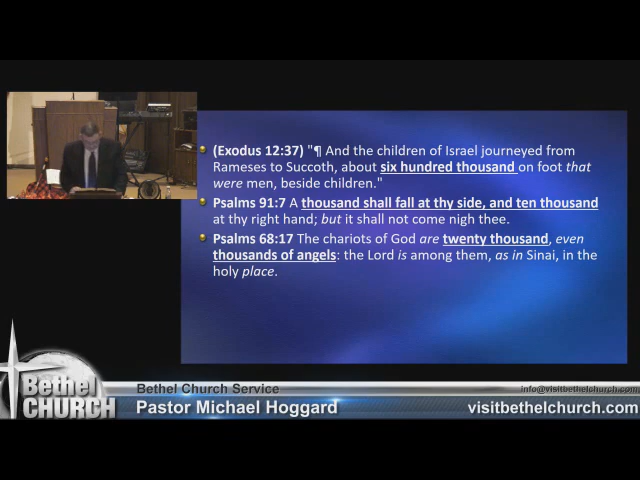 (Exodus 12:37) "¶ And the children of Israel journeyed from
Rameses to Succoth, about six hundred thousand on foot that
were men, beside children."
Psalms 91:7 A thousand shall fall at thy side, and ten thousand
at thy right hand; but it shall not come nigh thee.
Psalms 68:17 The chariots of God are twenty thousand, even
thousands of angels: the Lord is among them, as in Sinai, in the
holy place.
Bethel
CHURCH
Bethel Church Service
info@visitbethelchurch.com
Pastor Michael Hoggard
visitbethelchurch.com